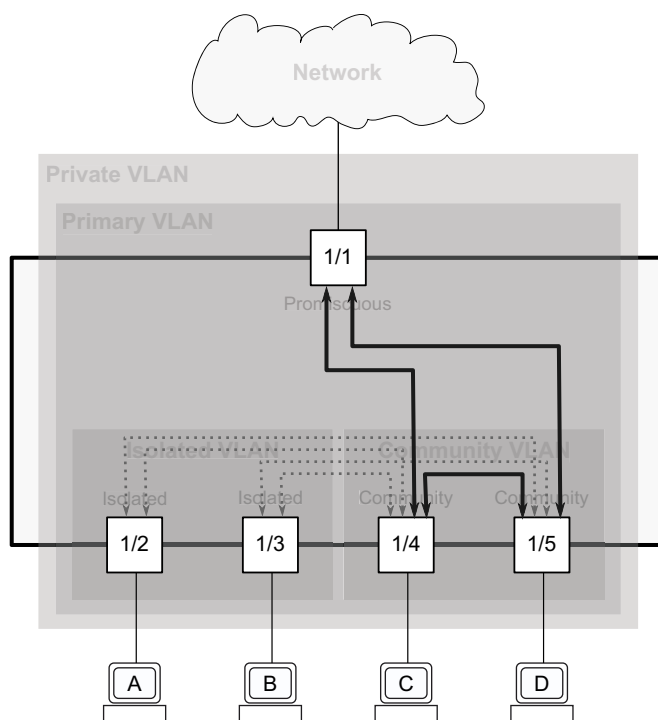 Network
Private VLAN
Primary VLAN
1/1
Promiscuous
Isolated VLAN
Community VLAN
Isolated
Isolated
Community
Community
1/2
1/3
1/4
1/5
A
B
C
D